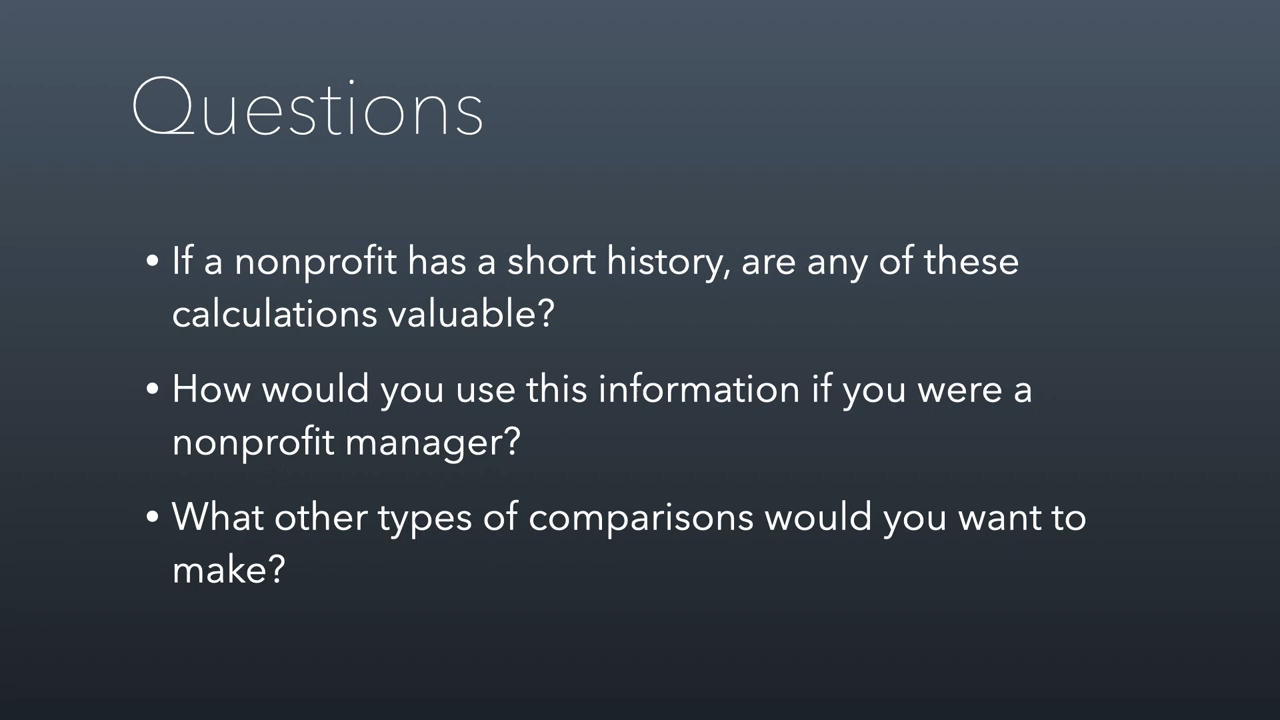 Questions
• If a nonprofit has a short history, are any of these
calculations valuable?
• How would you use this information if you were a
nonprofit manager?
• What other types of comparisons would you want to
make?